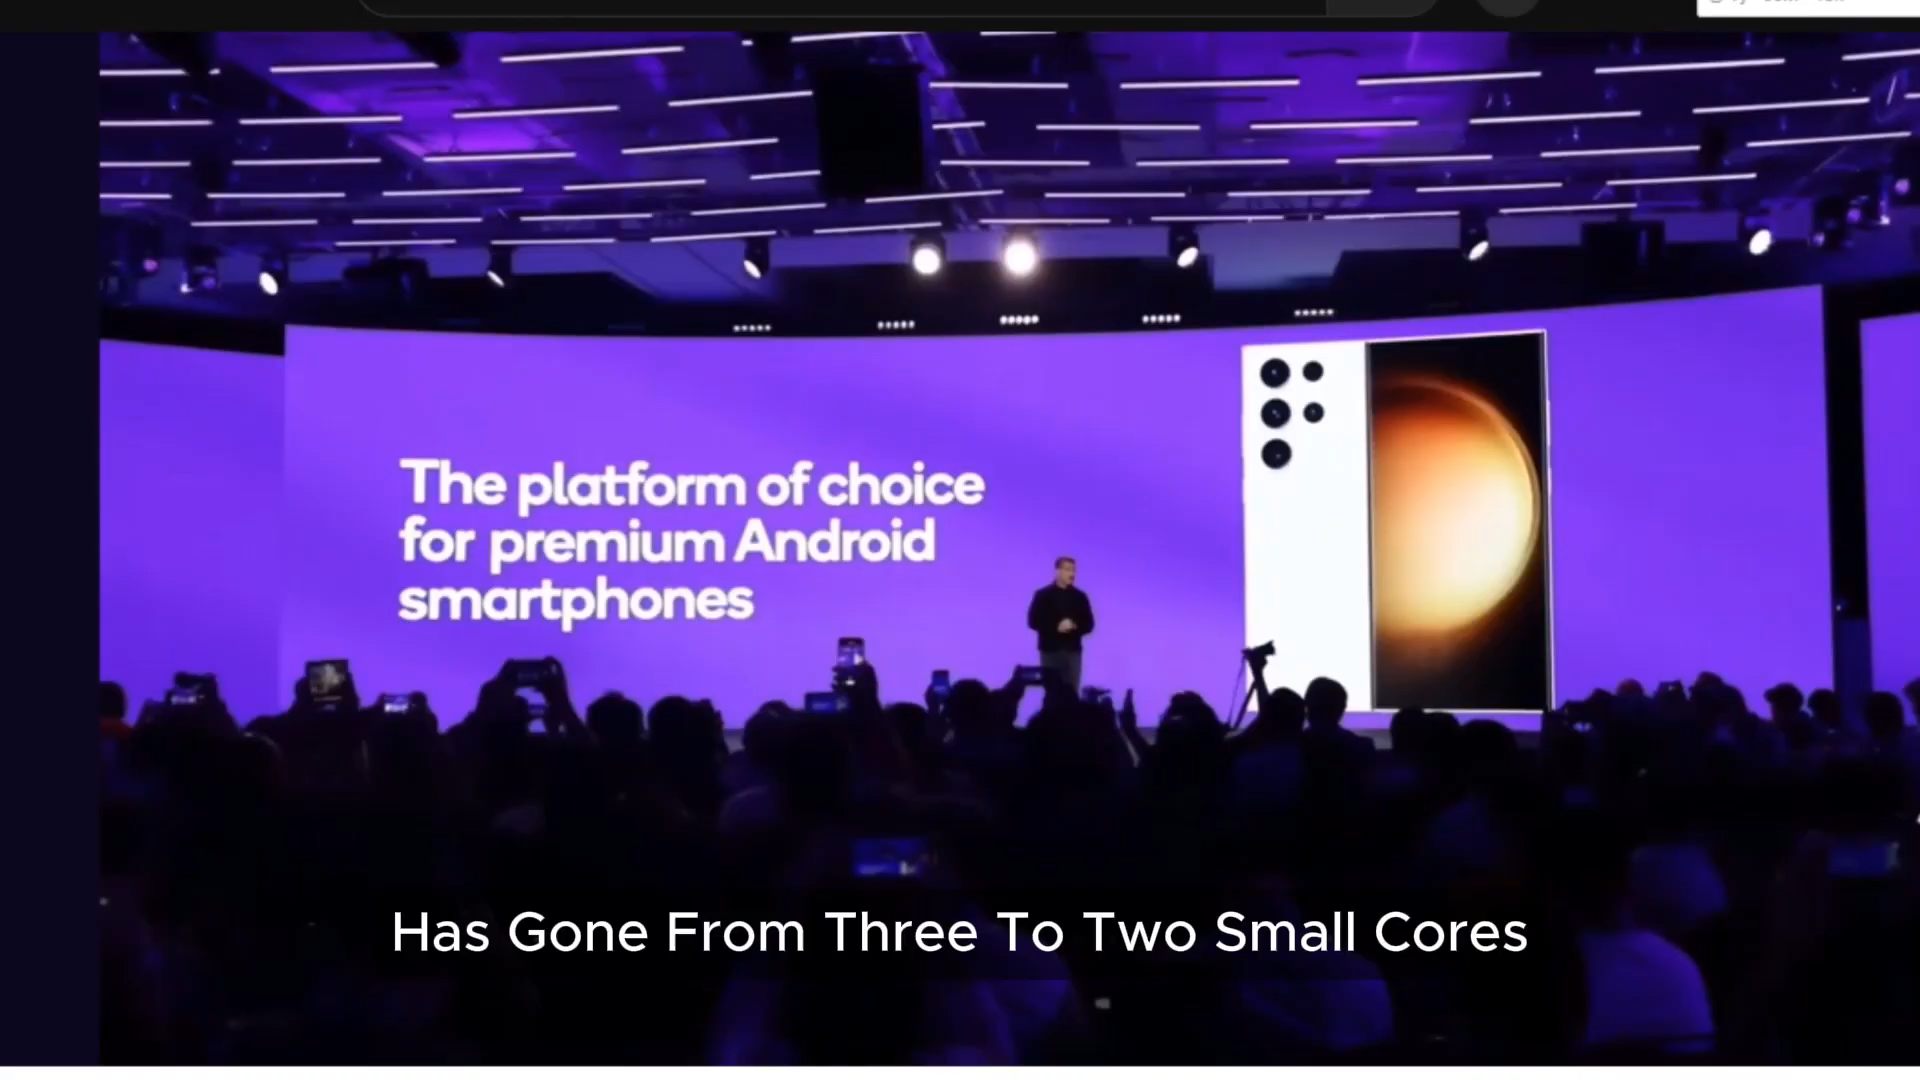 The platform of choice
for premium Android
smartphones
Has Gone From Three To Two Small Cores